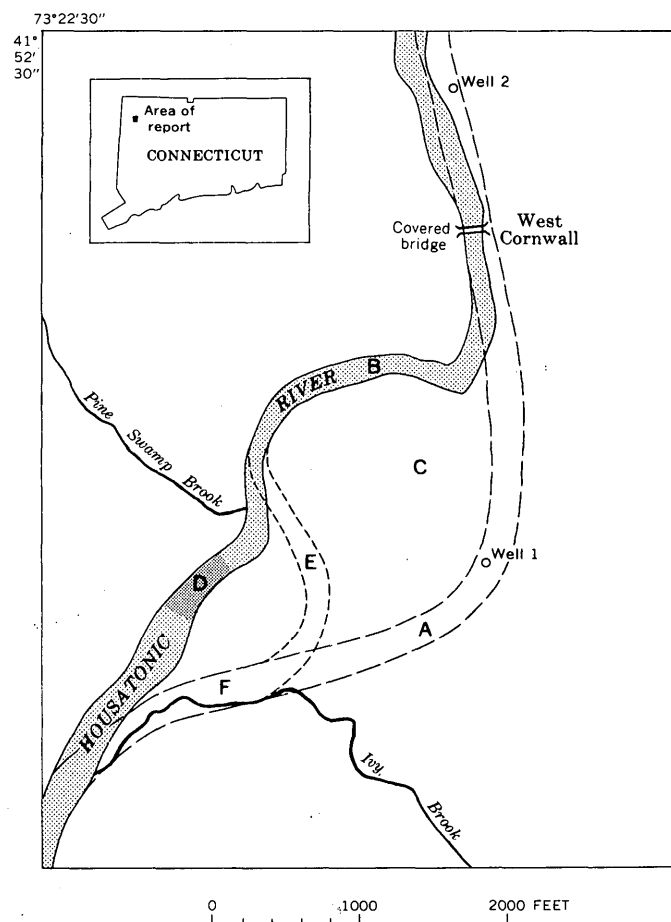 73°22'30"
41°
52'
30"
Area of
report
CONNECTICUT
Well 2
Covered
bridge
West
Cornwall
B
RIVER
Pine
Swamp
Brook
C
Well 1
E
D
A
F
HOUSATONIC
Ivy
Brook
0 1000 2000 FEET